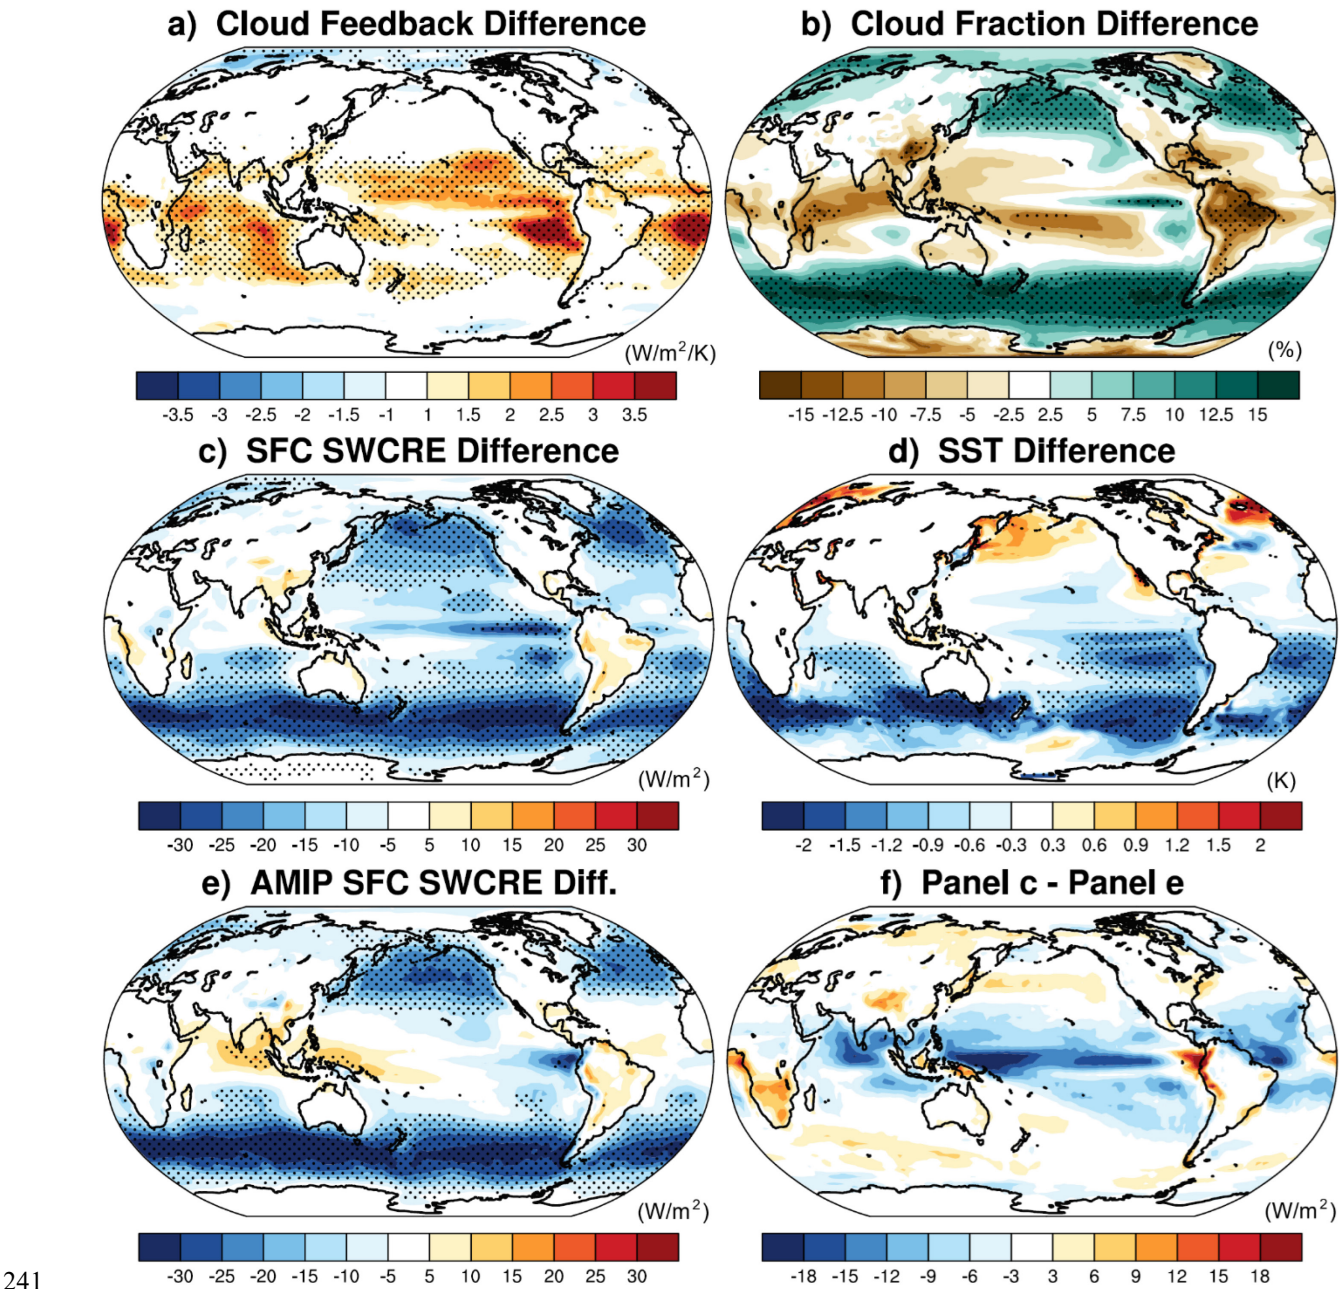 a) Cloud Feedback Difference
b) Cloud Fraction Difference
(W/m²/K)
(%)
-3.5 -3 -2.5 -2 -1.5 -1 1 1.5 2 2.5 3 3.5
-15 -12.5 -10 -7.5 -5 -2.5 2.5 5 7.5 10 12.5 15
c) SFC SWCRE Difference
d) SST Difference
(W/m²)
(K)
-30 -25 -20 -15 -10 -5 5 10 15 20 25 30
-2 -1.5 -1.2 -0.9 -0.6 -0.3 0.3 0.6 0.9 1.2 1.5 2
e) AMIP SFC SWCRE Diff.
f) Panel c - Panel e
(W/m²)
(W/m²)
-30 -25 -20 -15 -10 -5 5 10 15 20 25 30
-18 -15 -12 -9 -6 -3 3 6 9 12 15 18
241